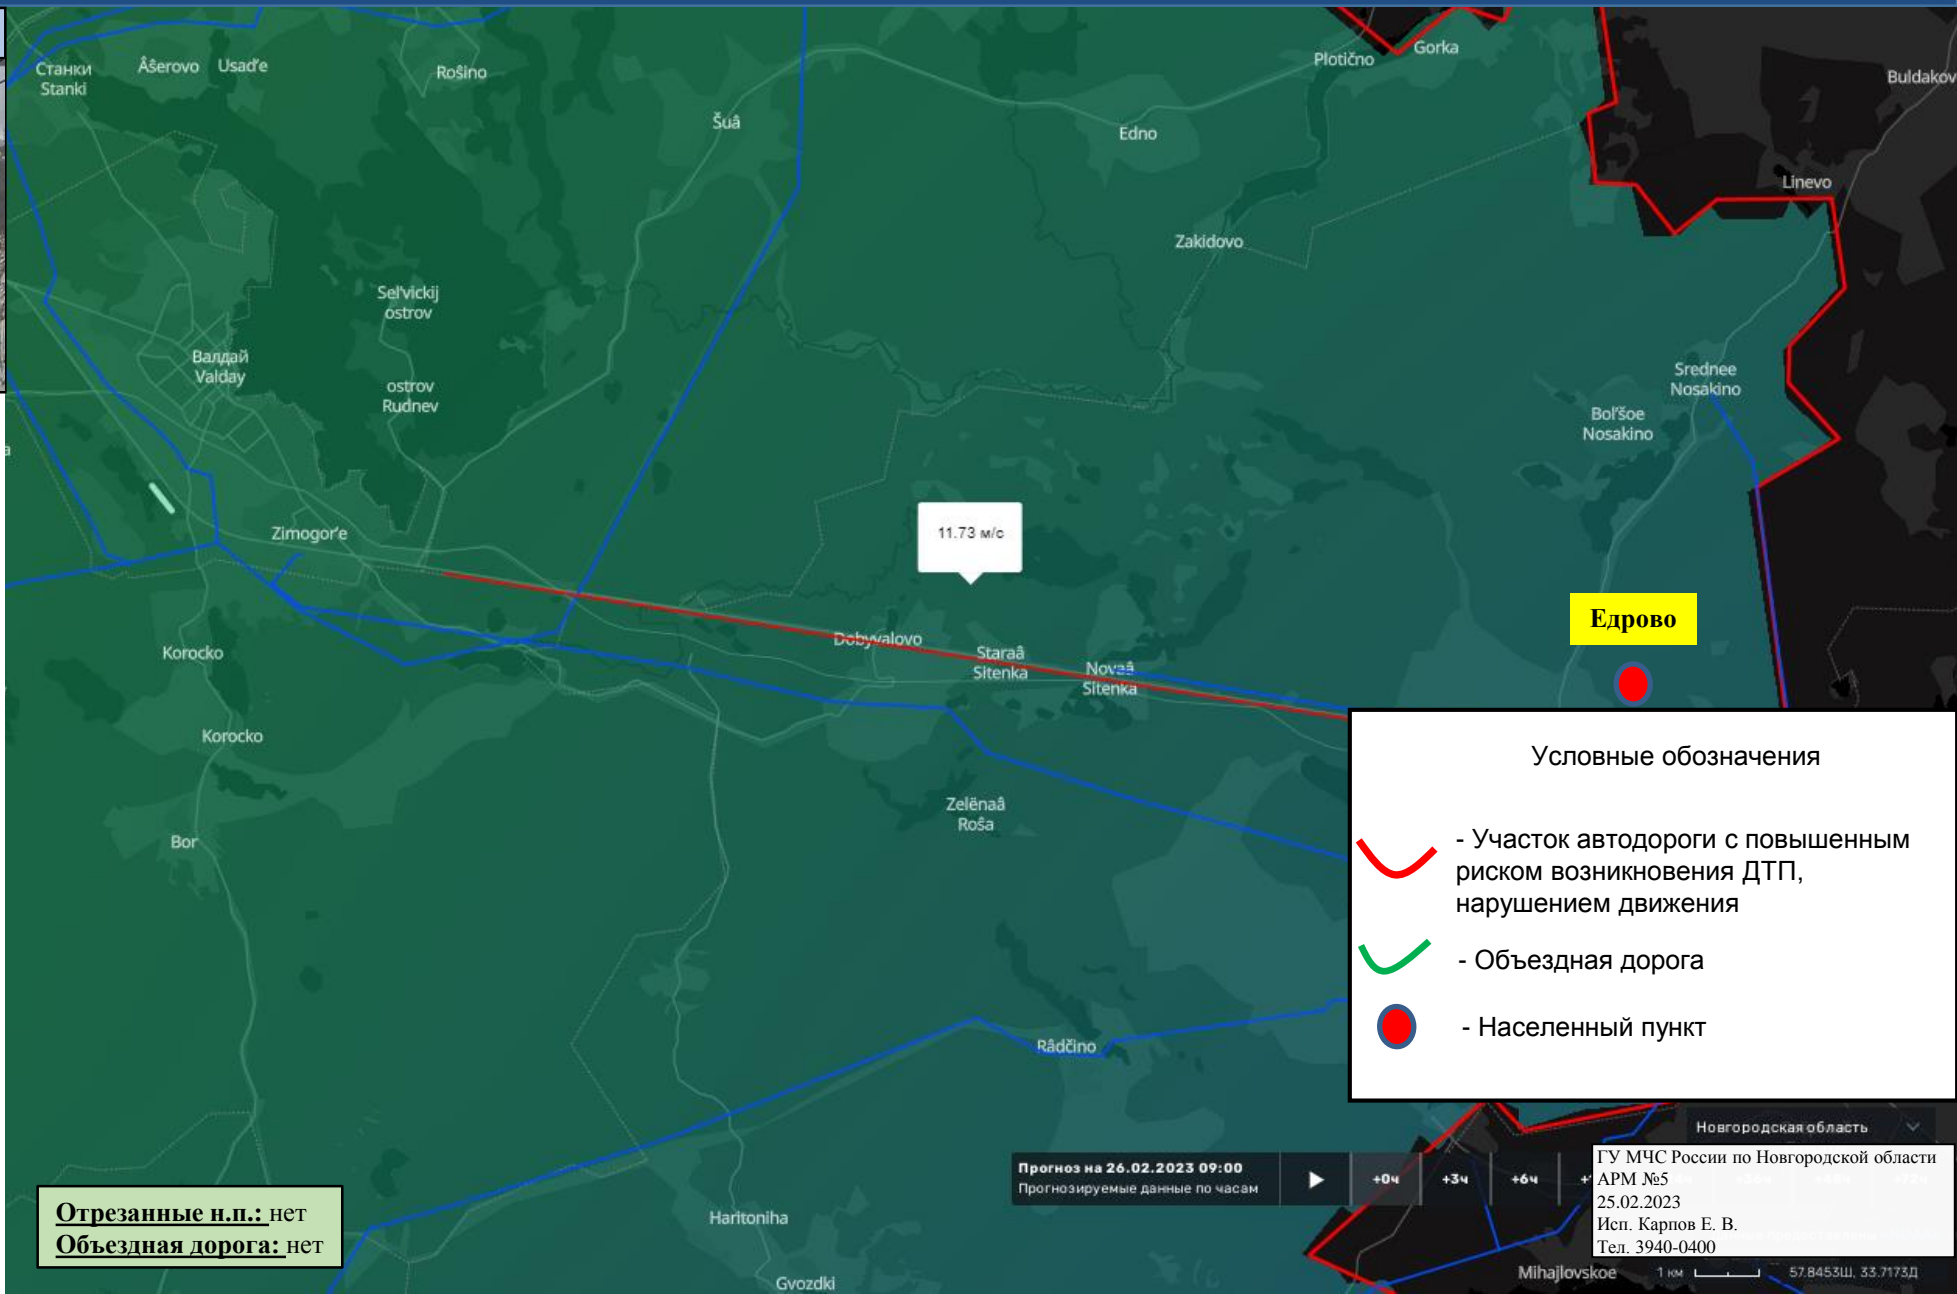 Станки
Stanki
Âšerovo
Usad'e
Rošino
Šuâ
Plotično
Gorka
Buldakov
Edno
Linevo
Zakidovo
Sel'vickij
ostrov
Валдай
Valday
ostrov
Rudnev
Srednee
Nosakino
Bol'šoe
Nosakino
a
11.73 м/с
Zimogor'e
Едрово
Korocko
Dobyvalovo
Staraâ
Sitenka
Novaâ
Sitenka
Korocko
Zelënaâ
Roša
Bor
Условные обозначения
- Участок автодороги с повышенным
риском возникновения ДТП,
нарушением движения
- Объездная дорога
- Населенный пункт
Râdčino
Новгородская область
Прогноз на 26.02.2023 09:00
Прогнозируемые данные по часам
+0ч
+3ч
+6ч
ГУ МЧС России по Новгородской области
АРМ №5
25.02.2023
Исп. Карпов Е. В.
Тел. 3940-0400
Отрезанные н.п.: нет
Объездная дорога: нет
Haritoniha
Gvozdki
Mihajlovskoe
1 км
57.8453Ш, 33.7173Д